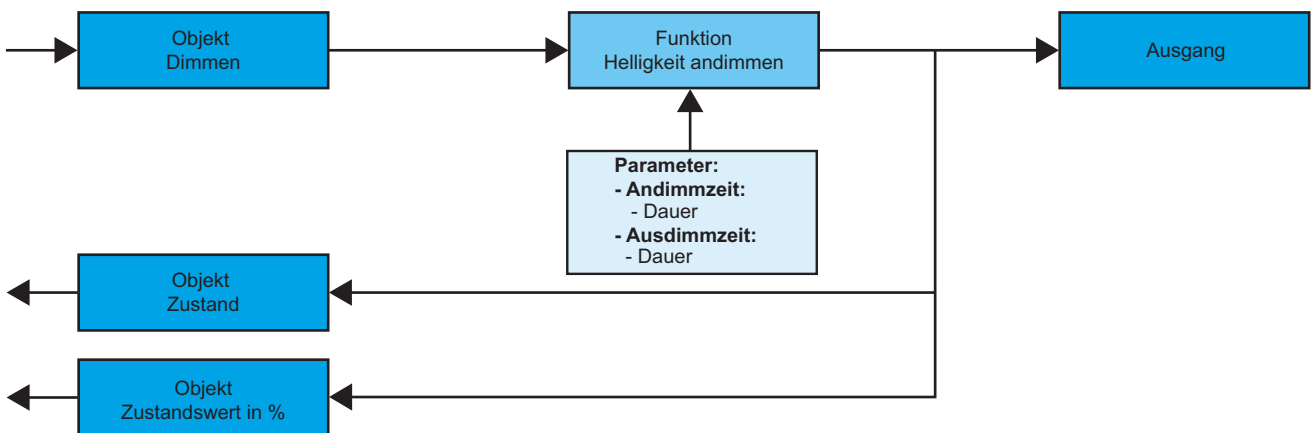 Objekt
Dimmen
Funktion
Helligkeit andimmen
Ausgang
Parameter:
- Andimmzeit:
- Dauer
- Ausdimmzeit:
- Dauer
Objekt
Zustand
Objekt
Zustandswert in %